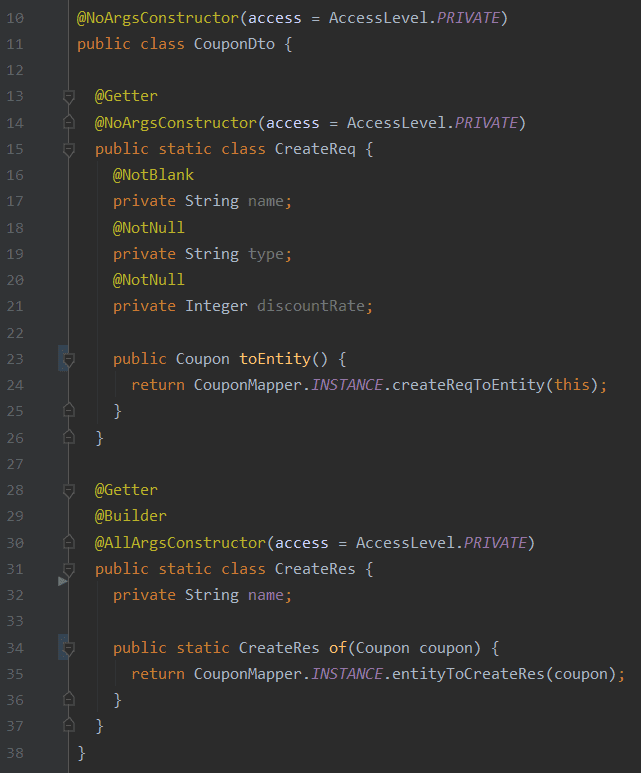 10 @NoArgsConstructor(access = AccessLevel.PRIVATE)
11 public class CouponDto {
12
13 @Getter
14 @NoArgsConstructor(access = AccessLevel.PRIVATE)
15 public static class CreateReq {
16 @NotBlank
17 private String name;
18 @NotNull
19 private String type;
20 @NotNull
21 private Integer discountRate;
22
23 public Coupon toEntity() {
24 return CouponMapper.INSTANCE.createReqToEntity(this);
25 }
26 }
27
28 @Getter
29 @Builder
30 @AllArgsConstructor(access = AccessLevel.PRIVATE)
31 public static class CreateRes {
32 private String name;
33
34 public static CreateRes of(Coupon coupon) {
35 return CouponMapper.INSTANCE.entityToCreateRes(coupon);
36 }
37 }
38 }